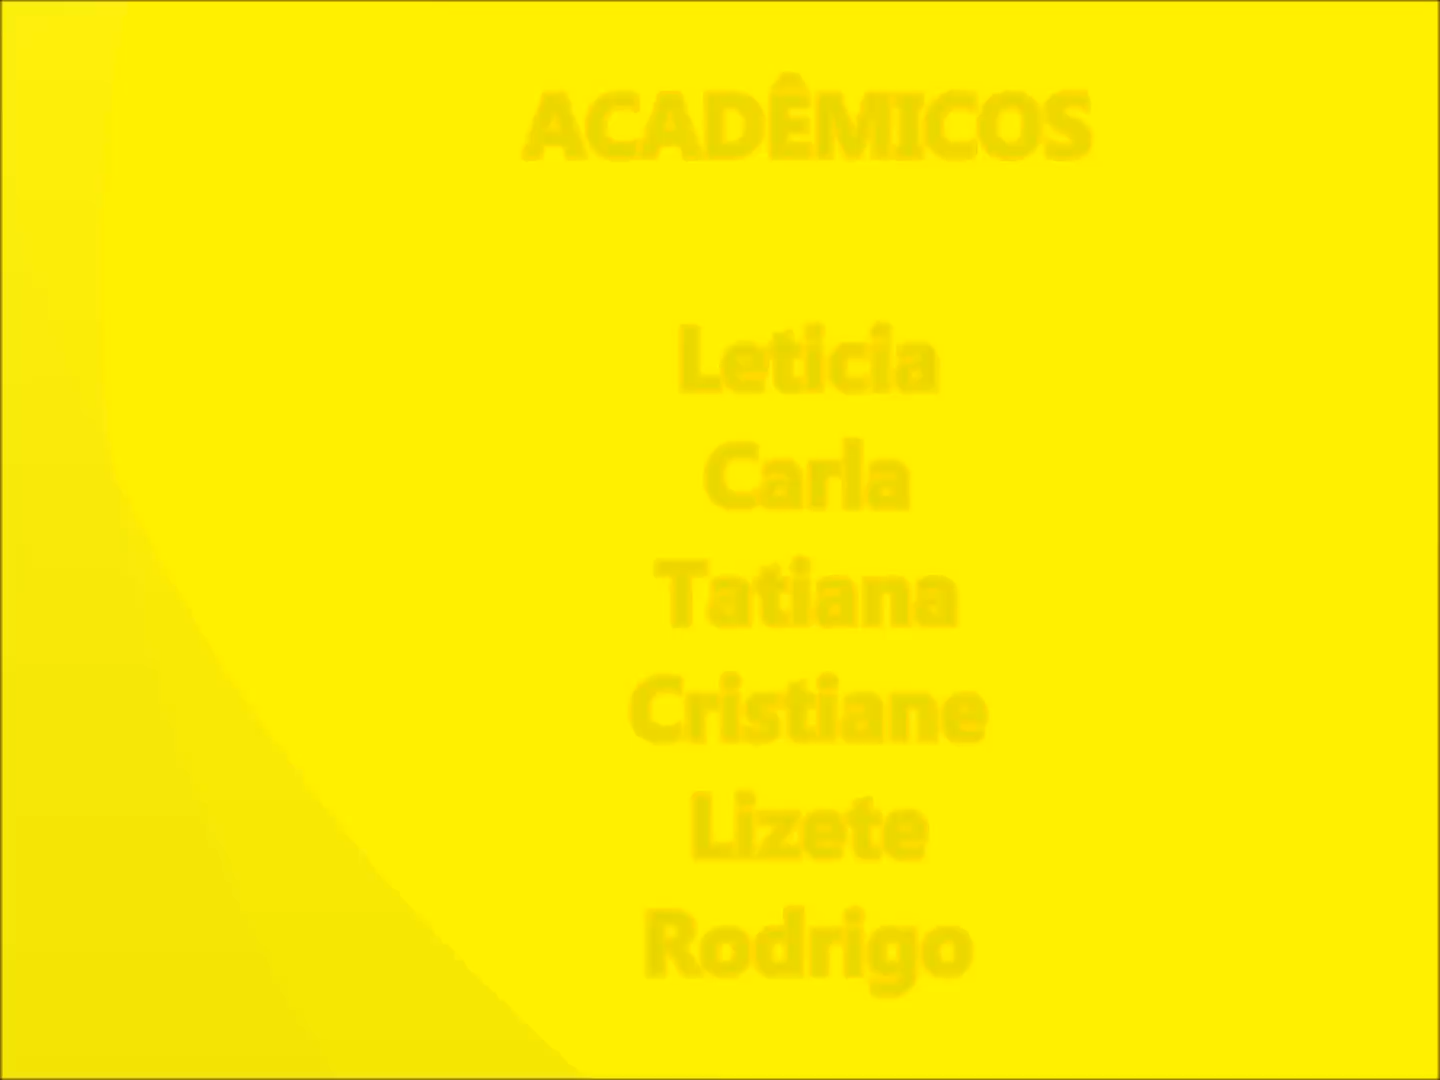 ACADÊMICOS
Leticia
Carla
Tatiana
Cristiane
Lizete
Rodrigo